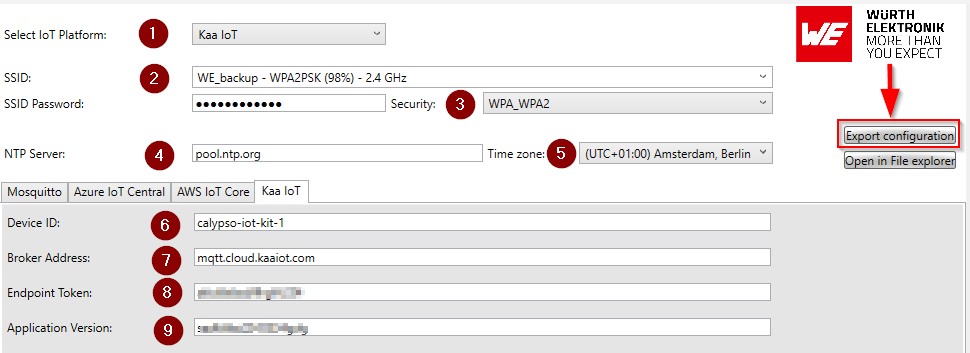 Select IoT Platform: 1 Kaa IoT
WE WÜRTH
ELEKTRONIK
MORE THAN
YOU EXPECT
SSID: 2 WE_backup - WPA2PSK (98%) - 2.4 GHz
SSID Password: ●●●●●●●●●●●● Security: 3 WPA_WPA2
Export configuration
NTP Server: 4 pool.ntp.org Time zone: 5 (UTC+01:00) Amsterdam, Berlin
Open in File explorer
Mosquitto Azure IoT Central AWS IoT Core Kaa IoT
Device ID: 6 calypso-iot-kit-1
Broker Address: 7 mqtt.cloud.kaaiot.com
Endpoint Token: 8
Application Version: 9